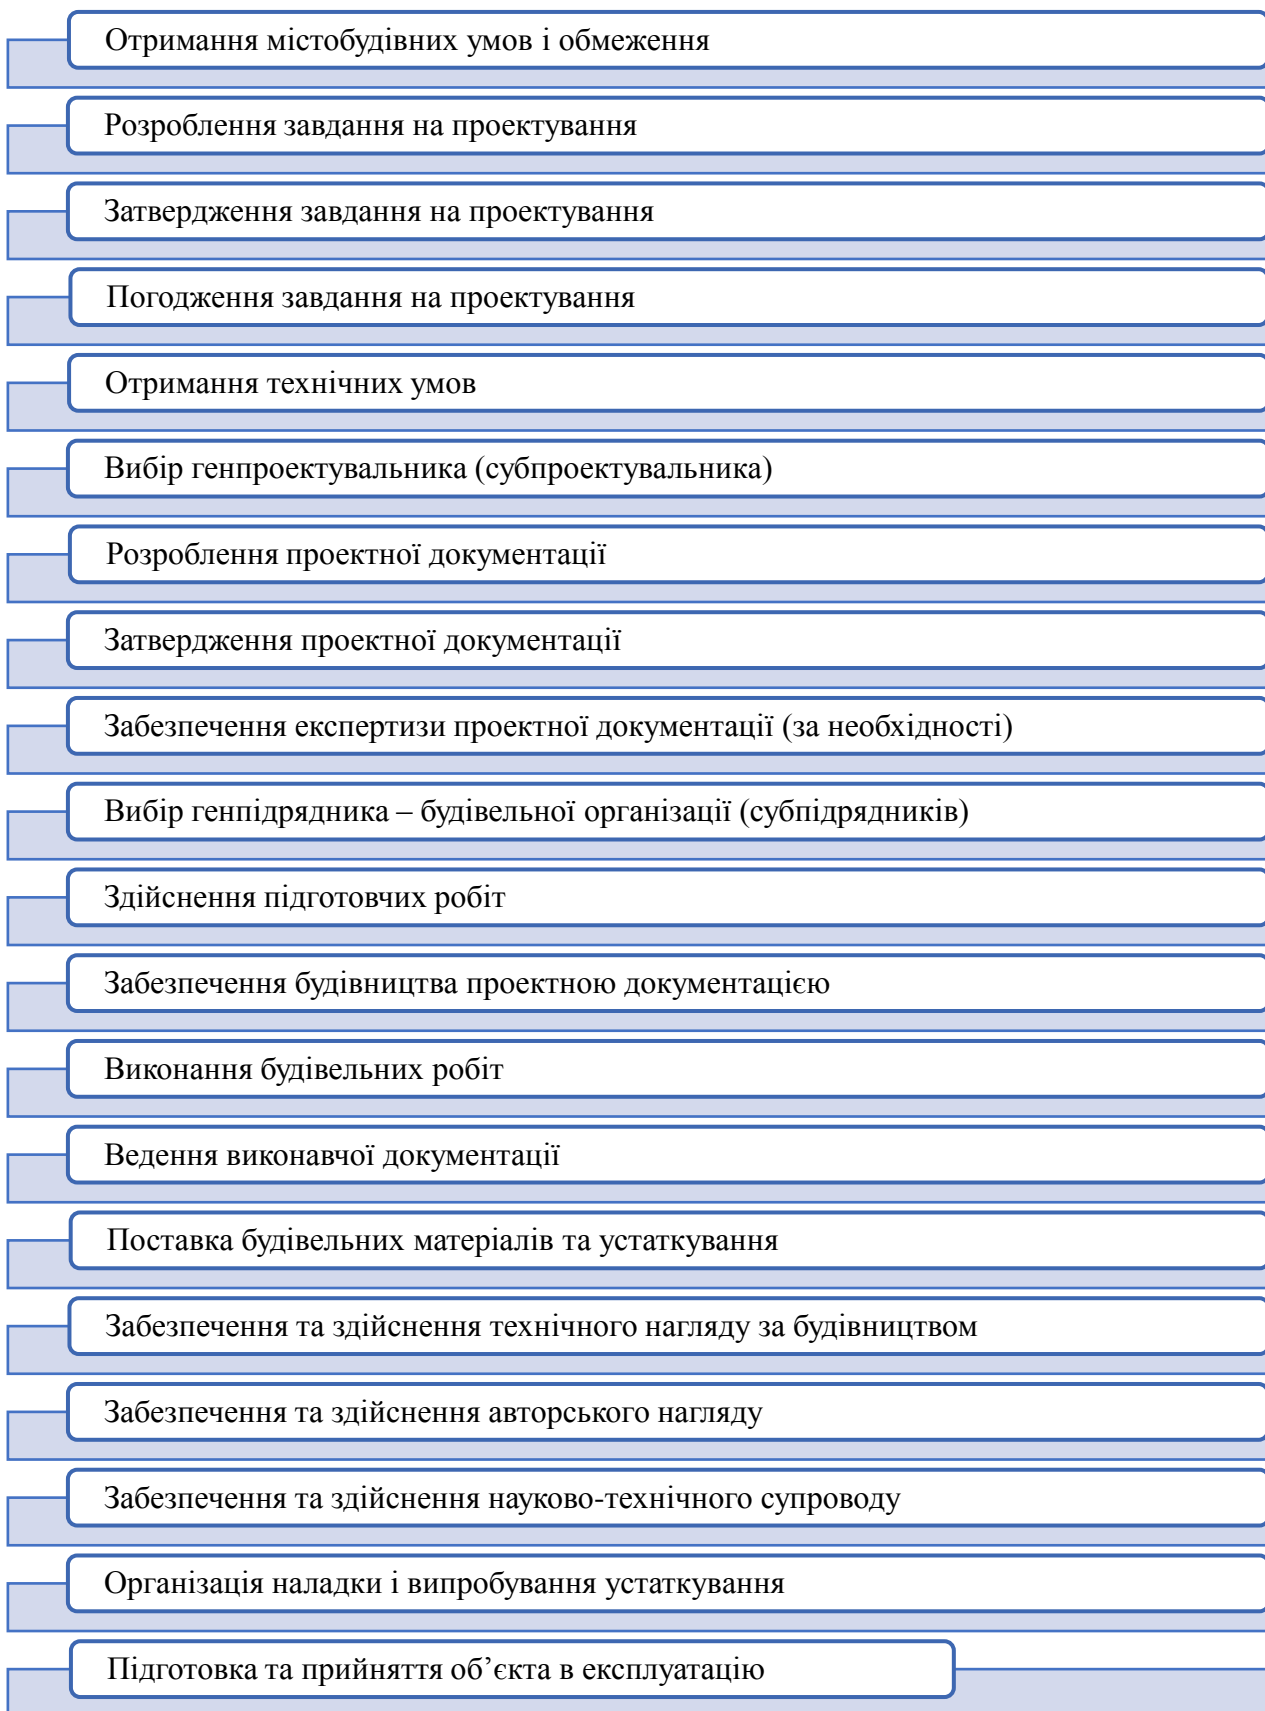 Отримання містобудівних умов і обмеження
Розроблення завдання на проектування
Затвердження завдання на проектування
Погодження завдання на проектування
Отримання технічних умов
Вибір генпроектувальника (субпроектувальника)
Розроблення проектної документації
Затвердження проектної документації
Забезпечення експертизи проектної документації (за необхідності)
Вибір генпідрядника – будівельної організації (субпідрядників)
Здійснення підготовчих робіт
Забезпечення будівництва проектною документацією
Виконання будівельних робіт
Ведення виконавчої документації
Поставка будівельних матеріалів та устаткування
Забезпечення та здійснення технічного нагляду за будівництвом
Забезпечення та здійснення авторського нагляду
Забезпечення та здійснення науково-технічного супроводу
Організація наладки і випробування устаткування
Підготовка та прийняття об’єкта в експлуатацію